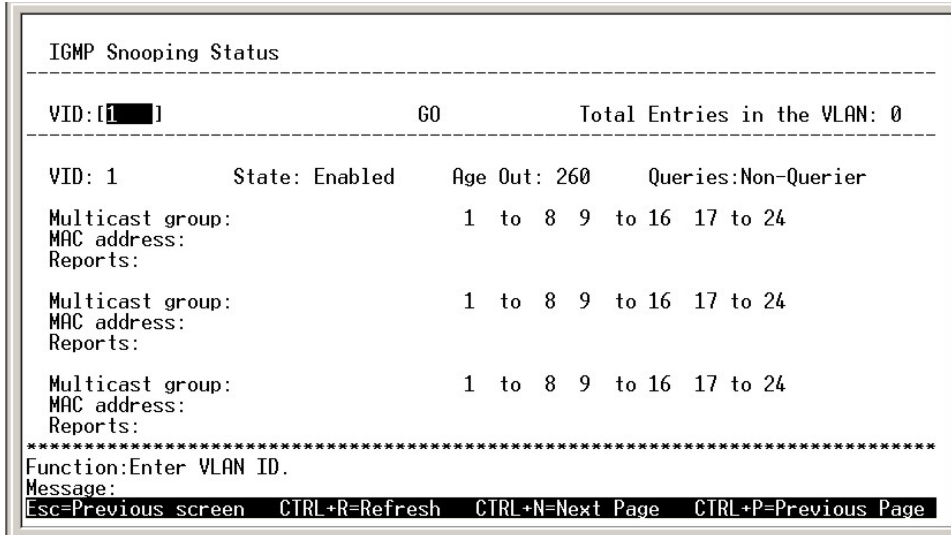 IGMP Snooping Status
VID:[1    ]    GO    Total Entries in the VLAN: 0
VID: 1    State: Enabled    Age Out: 260    Queries:Non-Querier
Multicast group:    1  to  8  9  to 16  17 to 24
MAC address:
Reports:
Multicast group:    1  to  8  9  to 16  17 to 24
MAC address:
Reports:
Multicast group:    1  to  8  9  to 16  17 to 24
MAC address:
Reports:
*******************************************************************************
Function:Enter VLAN ID.
Message:
Esc=Previous screen    CTRL+R=Refresh    CTRL+N=Next Page    CTRL+P=Previous Page